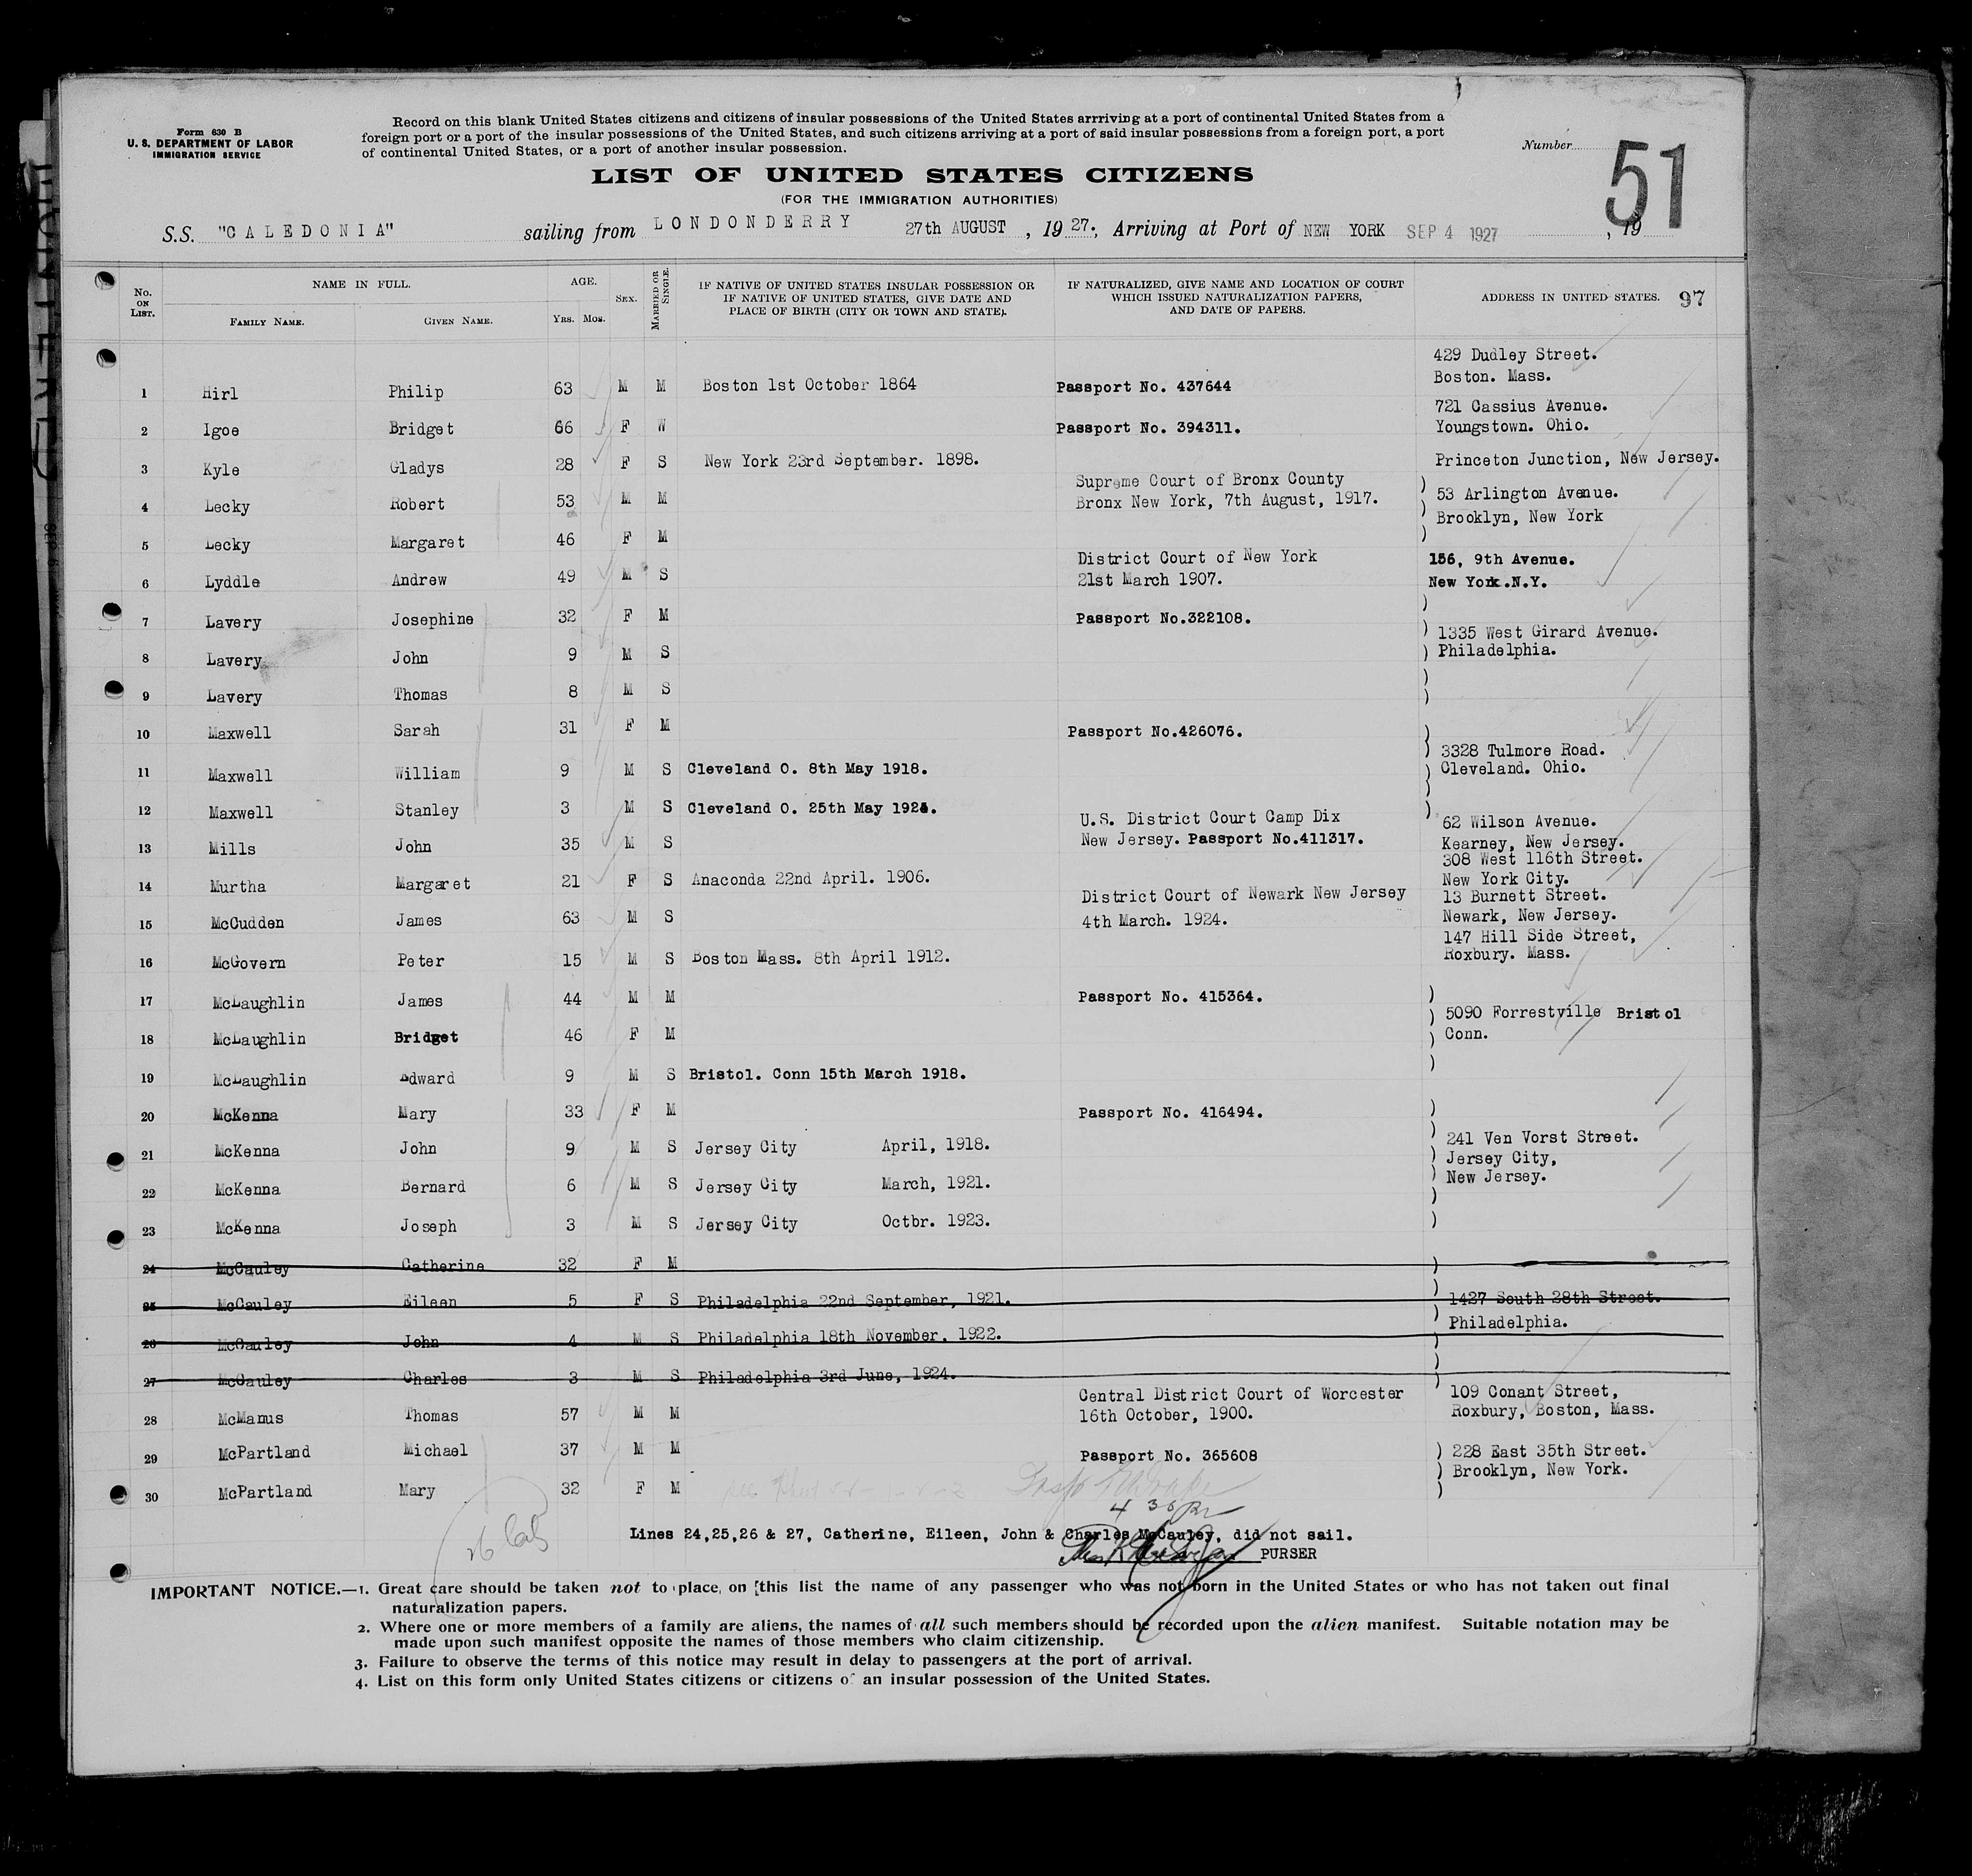 Form 630 B
U. S. DEPARTMENT OF LABOR
IMMIGRATION SERVICE
Record on this blank United States citizens and citizens of insular possessions of the United States arrriving at a port of continental United States from a
foreign port or a port of the insular possessions of the United States, and such citizens arriving at a port of said insular possessions from a foreign port, a port
of continental United States, or a port of another insular possession.
Number
51
LIST OF UNITED STATES CITIZENS
(FOR THE IMMIGRATION AUTHORITIES)
S.S. "CALEDONIA" sailing from LONDONDERRY 27th AUGUST , 19 27., Arriving at Port of NEW YORK SEP 4 1927 , 19
No. ON LIST. NAME IN FULL. FAMILY NAME. GIVEN NAME. AGE. YRS. MOS. SEX. MARRIED OR SINGLE. IF NATIVE OF UNITED STATES INSULAR POSSESSION OR IF NATIVE OF UNITED STATES, GIVE DATE AND PLACE OF BIRTH (CITY OR TOWN AND STATE). IF NATURALIZED, GIVE NAME AND LOCATION OF COURT WHICH ISSUED NATURALIZATION PAPERS, AND DATE OF PAPERS. ADDRESS IN UNITED STATES. 97
429 Dudley Street.
1 Hirl Philip 63 M M Boston 1st October 1864 Passport No. 437644 Boston. Mass.
721 Cassius Avenue.
2 Igoe Bridget 66 F W Passport No. 394311. Youngstown. Ohio.
3 Kyle Gladys 28 F S New York 23rd September. 1898. Princeton Junction, New Jersey.
Supreme Court of Bronx County
4 Lecky Robert 53 M M Bronx New York, 7th August, 1917. ) 53 Arlington Avenue.
) Brooklyn, New York
5 Lecky Margaret 46 F M )
District Court of New York 156, 9th Avenue.
6 Lyddle Andrew 49 M S 21st March 1907. New York.N.Y.
7 Lavery Josephine 32 F M Passport No.322108. )
) 1335 West Girard Avenue.
8 Lavery John 9 M S ) Philadelphia.
9 Lavery Thomas 8 M S )
10 Maxwell Sarah 31 F M Passport No.426076. )
) 3328 Tulmore Road.
11 Maxwell William 9 M S Cleveland O. 8th May 1918. ) Cleveland. Ohio.
12 Maxwell Stanley 3 M S Cleveland O. 25th May 192 . )
U.S. District Court Camp Dix 62 Wilson Avenue.
13 Mills John 35 M S New Jersey. Passport No.411317. Kearney, New Jersey.
308 West 116th Street.
14 Murtha Margaret 21 F S Anaconda 22nd April. 1906. New York City.
District Court of Newark New Jersey 13 Burnett Street.
15 McCudden James 63 M S 4th March. 1924. Newark, New Jersey.
147 Hill Side Street,
16 McGovern Peter 15 M S Boston Mass. 8th April 1912. Roxbury. Mass.
17 McLaughlin James 44 M M Passport No. 415364. )
) 5090 Forrestville Bristol
18 McLaughlin Bridget 46 F M ) Conn.
19 McLaughlin Edward 9 M S Bristol. Conn 15th March 1918. )
20 McKenna Mary 33 F M Passport No. 416494. )
) 241 Ven Vorst Street.
21 McKenna John 9 M S Jersey City April, 1918. ) Jersey City,
) New Jersey.
22 McKenna Bernard 6 M S Jersey City March, 1921. )
23 McKenna Joseph 3 M S Jersey City Octbr. 1923. )
24 McCauley Catherine 32 F M )
25 McCauley Eileen 5 F S Philadelphia 22nd September, 1921. ) 1427 South 28th Street.
) Philadelphia.
26 McCauley John 4 M S Philadelphia 18th November. 1922. )
27 McCauley Charles 3 M S Philadelphia 3rd June, 1924. )
Central District Court of Worcester 109 Conant Street,
28 McManus Thomas 57 M M 16th October, 1900. Roxbury, Boston, Mass.
29 McPartland Michael 37 M M Passport No. 365608 ) 228 East 35th Street.
) Brooklyn, New York.
30 McPartland Mary 32 F M )
Lines 24,25,26 & 27, Catherine, Eileen, John & Charles McCauley, did not sail.
PURSER
IMPORTANT NOTICE.—1. Great care should be taken not to place on this list the name of any passenger who was not born in the United States or who has not taken out final
naturalization papers.
2. Where one or more members of a family are aliens, the names of all such members should be recorded upon the alien manifest. Suitable notation may be
made upon such manifest opposite the names of those members who claim citizenship.
3. Failure to observe the terms of this notice may result in delay to passengers at the port of arrival.
4. List on this form only United States citizens or citizens of an insular possession of the United States.